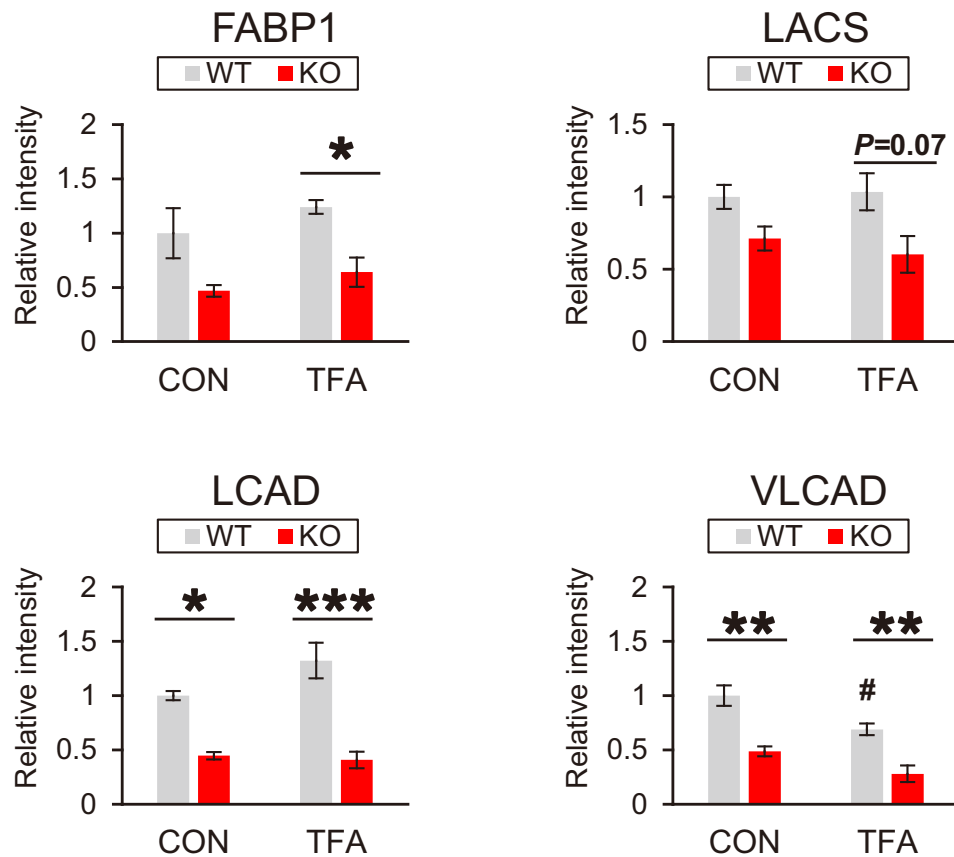 FABP1
WT KO
Relative intensity
2
1.5
1
0.5
0
*
CON TFA
LACS
WT KO
Relative intensity
1.5
1
0.5
0
P=0.07
CON TFA
LCAD
WT KO
Relative intensity
2
1.5
1
0.5
0
* ***
CON TFA
VLCAD
WT KO
Relative intensity
2
1.5
1
0.5
0
** **
#
CON TFA